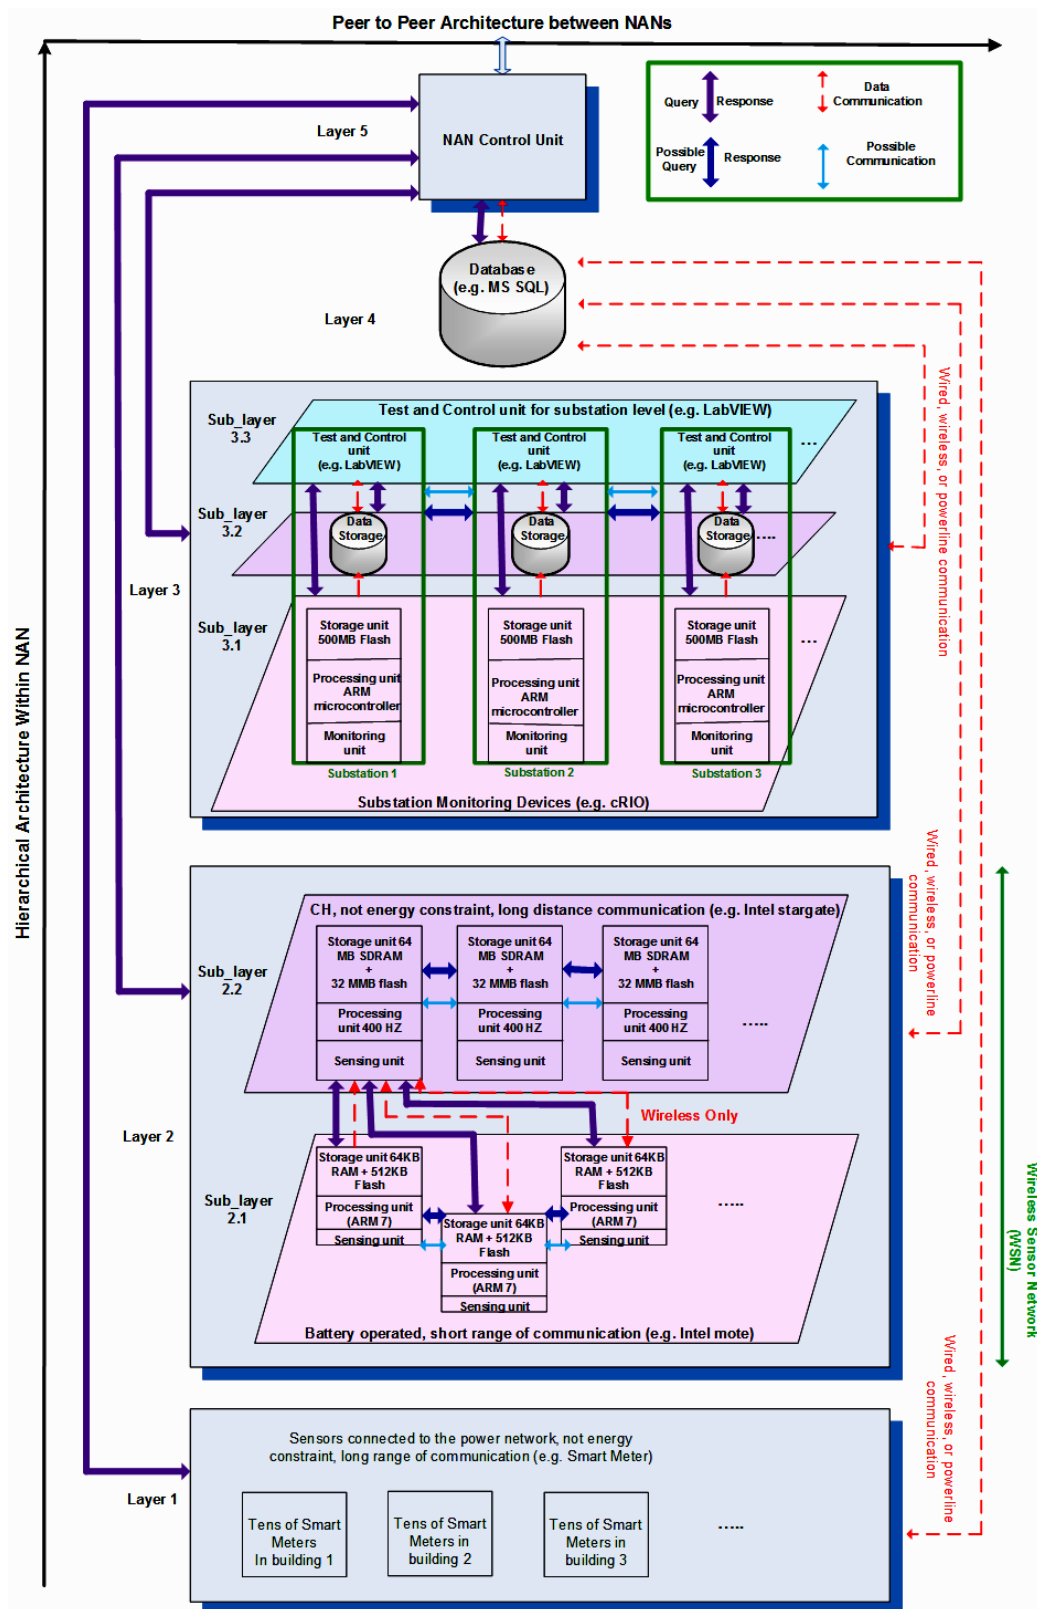 Peer to Peer Architecture between NANs
Hierarchical Architecture Within NAN
Layer 5
NAN Control Unit
Query
Response
Data
Communication
Possible
Query
Response
Possible
Communication
Database
(e.g. MS SQL)
Layer 4
Wired, wireless, or powerline communication
Layer 3
Sub_layer
3.3
Test and Control unit for substation level (e.g. LabVIEW)
Test and Control
unit
(e.g. LabVIEW)
Test and Control
unit
(e.g. LabVIEW)
Test and Control
unit
(e.g. LabVIEW)
...
Sub_layer
3.2
Data
Storage
Data
Storage
Data
Storage
....
Sub_layer
3.1
Storage unit
500MB Flash
Processing unit
ARM
microcontroller
Monitoring
unit
Substation 1
Storage unit
500MB Flash
Processing unit
ARM
microcontroller
Monitoring
unit
Substation 2
Storage unit
500MB Flash
Processing unit
ARM
microcontroller
Monitoring
unit
Substation 3
...
Substation Monitoring Devices (e.g. cRIO)
Wired, wireless, or powerline
communication
Layer 2
Sub_layer
2.2
CH, not energy constraint, long distance communication (e.g. Intel stargate)
Storage unit 64
MB SDRAM
+
32 MMB flash
Processing
unit 400 HZ
Sensing unit
Storage unit 64
MB SDRAM
+
32 MMB flash
Processing
unit 400 HZ
Sensing unit
Storage unit 64
MB SDRAM
+
32 MMB flash
Processing
unit 400 HZ
Sensing unit
.....
Wireless Only
Sub_layer
2.1
Storage unit 64KB
RAM + 512KB
Flash
Processing unit
(ARM 7)
Sensing unit
Storage unit 64KB
RAM + 512KB
Flash
Processing unit
(ARM 7)
Sensing unit
Storage unit 64KB
RAM + 512KB
Flash
Processing unit
(ARM 7)
Sensing unit
.....
Battery operated, short range of communication (e.g. Intel mote)
Wireless Sensor Network
(WSN)
Wired, wireless, or powerline
communication
Layer 1
Sensors connected to the power network, not energy
constraint, long range of communication (e.g. Smart Meter)
Tens of Smart
Meters
In building 1
Tens of Smart
Meters in
building 2
Tens of Smart
Meters in
building 3
.....